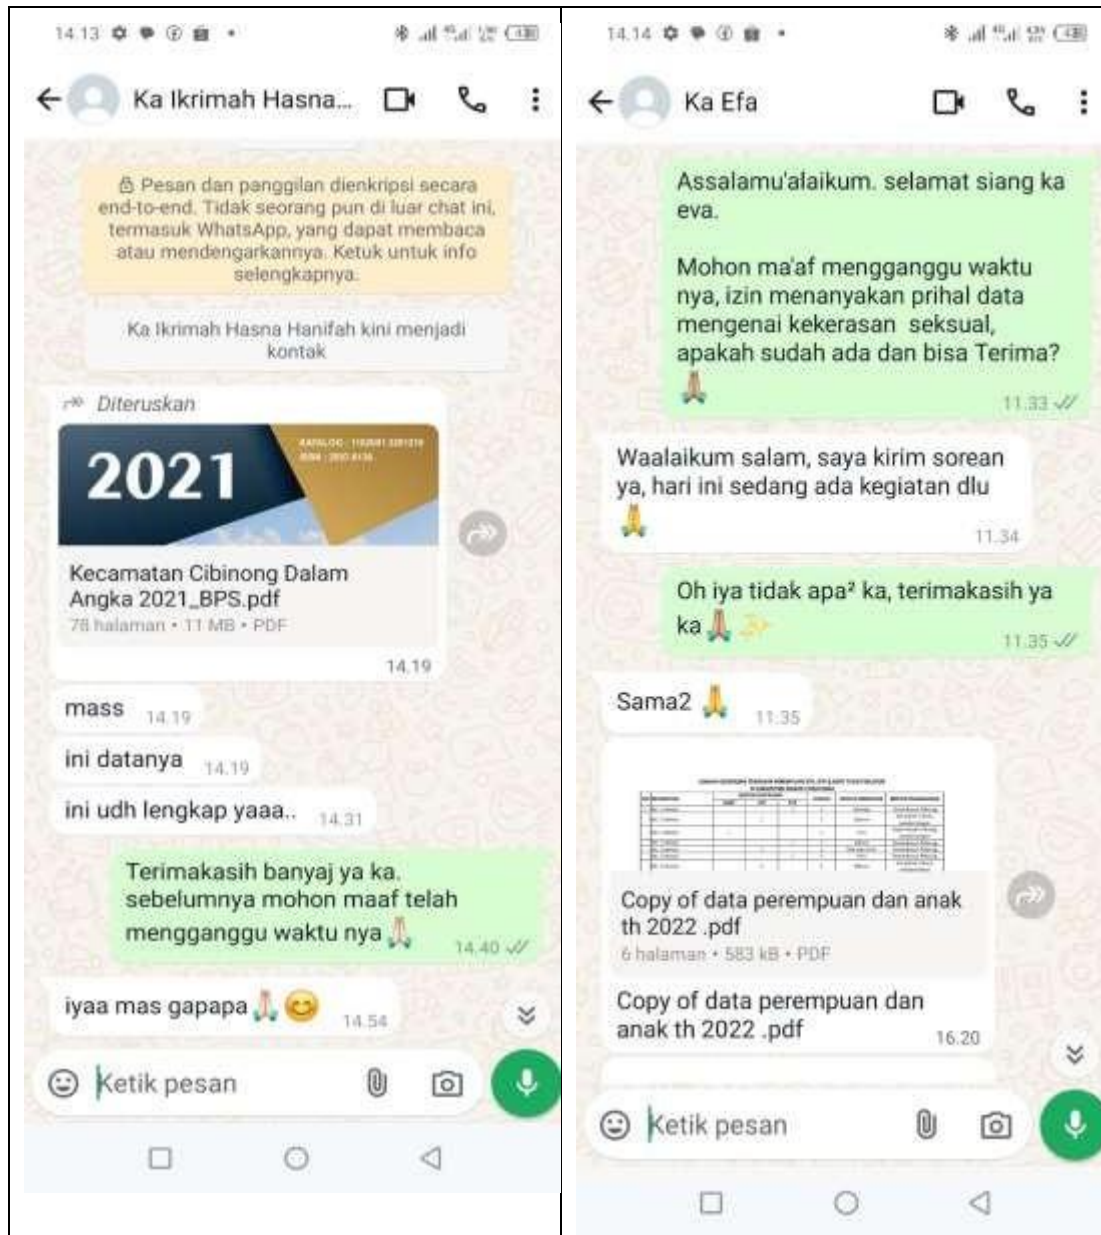 14.13
Ka Ikrimah Hasna...
Pesan dan panggilan dienkripsi secara
end-to-end. Tidak seorang pun di luar chat ini,
termasuk WhatsApp, yang dapat membaca
atau mendengarkannya. Ketuk untuk info
selengkapnya.
Ka Ikrimah Hasna Hanifah kini menjadi
kontak
Diteruskan
2021
Kecamatan Cibinong Dalam
Angka 2021_BPS.pdf
78 halaman • 11 MB • PDF
14.19
mass 14.19
ini datanya 14.19
ini udh lengkap yaaa.. 14.31
Terimakasih banyaj ya ka.
sebelumnya mohon maaf telah
mengganggu waktu nya🙏
14.40
iyaa mas gapapa🙏😊 14.54
Ketik pesan
14.14
Ka Efa
Assalamu'alaikum. selamat siang ka
eva.
Mohon ma'af mengganggu waktu
nya, izin menanyakan prihal data
mengenai kekerasan seksual,
apakah sudah ada dan bisa Terima?
🙏
11.33
Waalaikum salam, saya kirim sorean
ya, hari ini sedang ada kegiatan dlu
🙏
11.34
Oh iya tidak apa² ka, terimakasih ya
ka🙏✨
11.35
Sama2 🙏 11.35
Copy of data perempuan dan anak
th 2022 .pdf
6 halaman • 583 kB • PDF
Copy of data perempuan dan
anak th 2022 .pdf
16.20
Ketik pesan